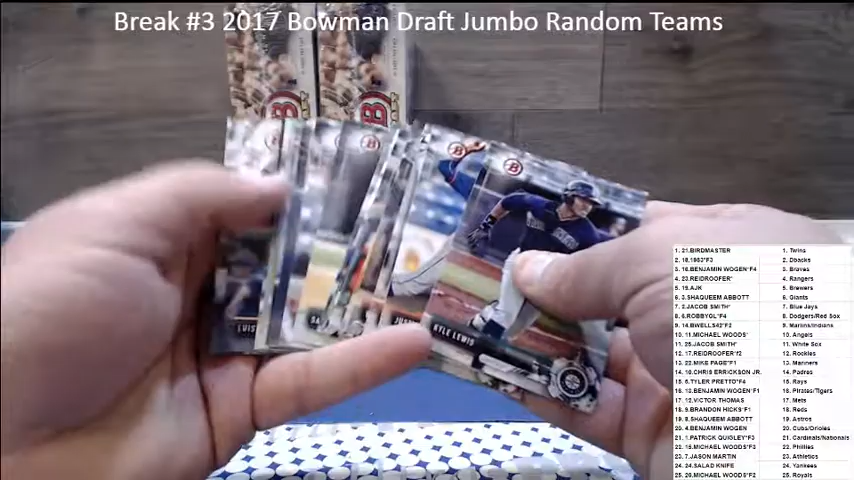 Break #3 2017 Bowman Draft Jumbo Random Teams
B
B
KYLE LEWIS
LUIS
1. 21.BIRDMASTER 1. Twins
2. 18.1983*F3 2. Dbacks
3. 16.BENJAMIN WOGEN*F4 3. Braves
4. 23.REIDROOFER* 4. Rangers
5. 19.AJK 5. Brewers
6. 3.SHAQUEEM ABBOTT 6. Giants
7. 2.JACOB SMITH* 7. Blue Jays
8. 6.ROBBYOL*F4 8. Dodgers/Red Sox
9. 14.BWELLS42*F2 9. Marlins/Indians
10. 11.MICHAEL WOODS* 10. Angels
11. 25.JACOB SMITH* 11. White Sox
12. 17.REIDROOFER*f2 12. Rockies
13. 22.MIKE PAGE*F1 13. Mariners
14. 10.CHRIS ERRICKSON JR. 14. Padres
15. 5.TYLER PRETTO*F4 15. Rays
16. 13.BENJAMIN WOGEN*F1 16. Pirates/Tigers
17. 12.VICTOR THOMAS 17. Mets
18. 9.BRANDON HICKS*F1 18. Reds
19. 8.SHAQUEEM ABBOTT 19. Astros
20. 4.BENJAMIN WOGEN 20. Cubs/Orioles
21. 1.PATRICK QUIGLEY*F3 21. Cardinals/Nationals
22. 15.MICHAEL WOODS*F3 22. Phillies
23. 7.JASON MARTIN 23. Athletics
24. 24.SALAD KNIFE 24. Yankees
25. 26.MICHAEL WOODS*F2 25. Royals